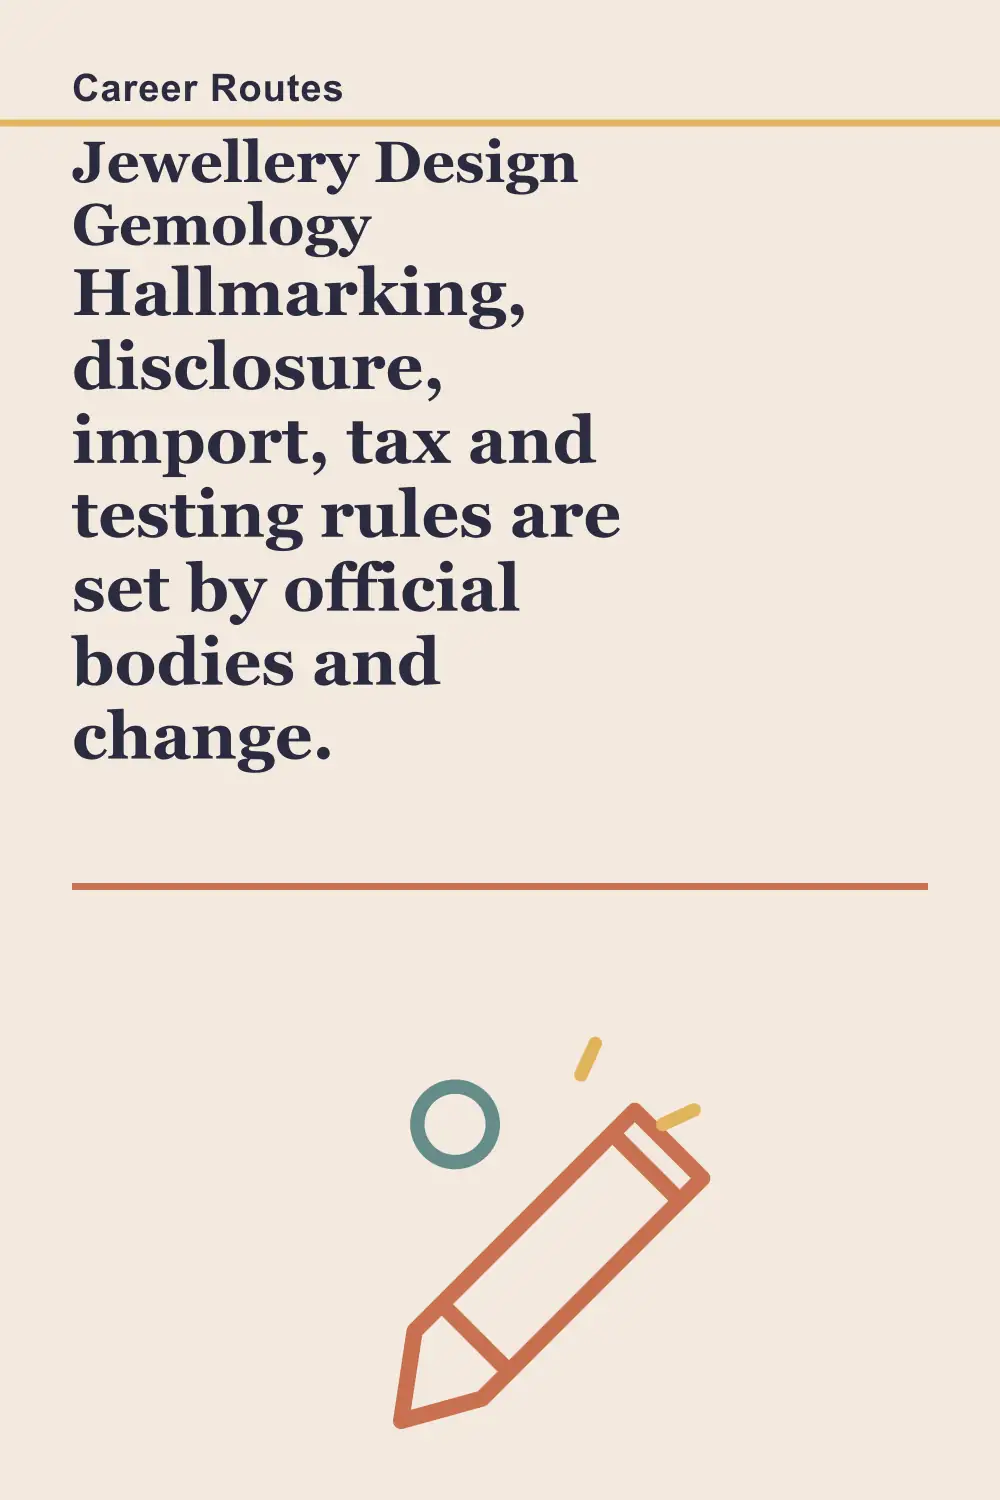 Career Routes
Jewellery Design
Gemology
Hallmarking,
disclosure,
import, tax and
testing rules are
set by official
bodies and
change.